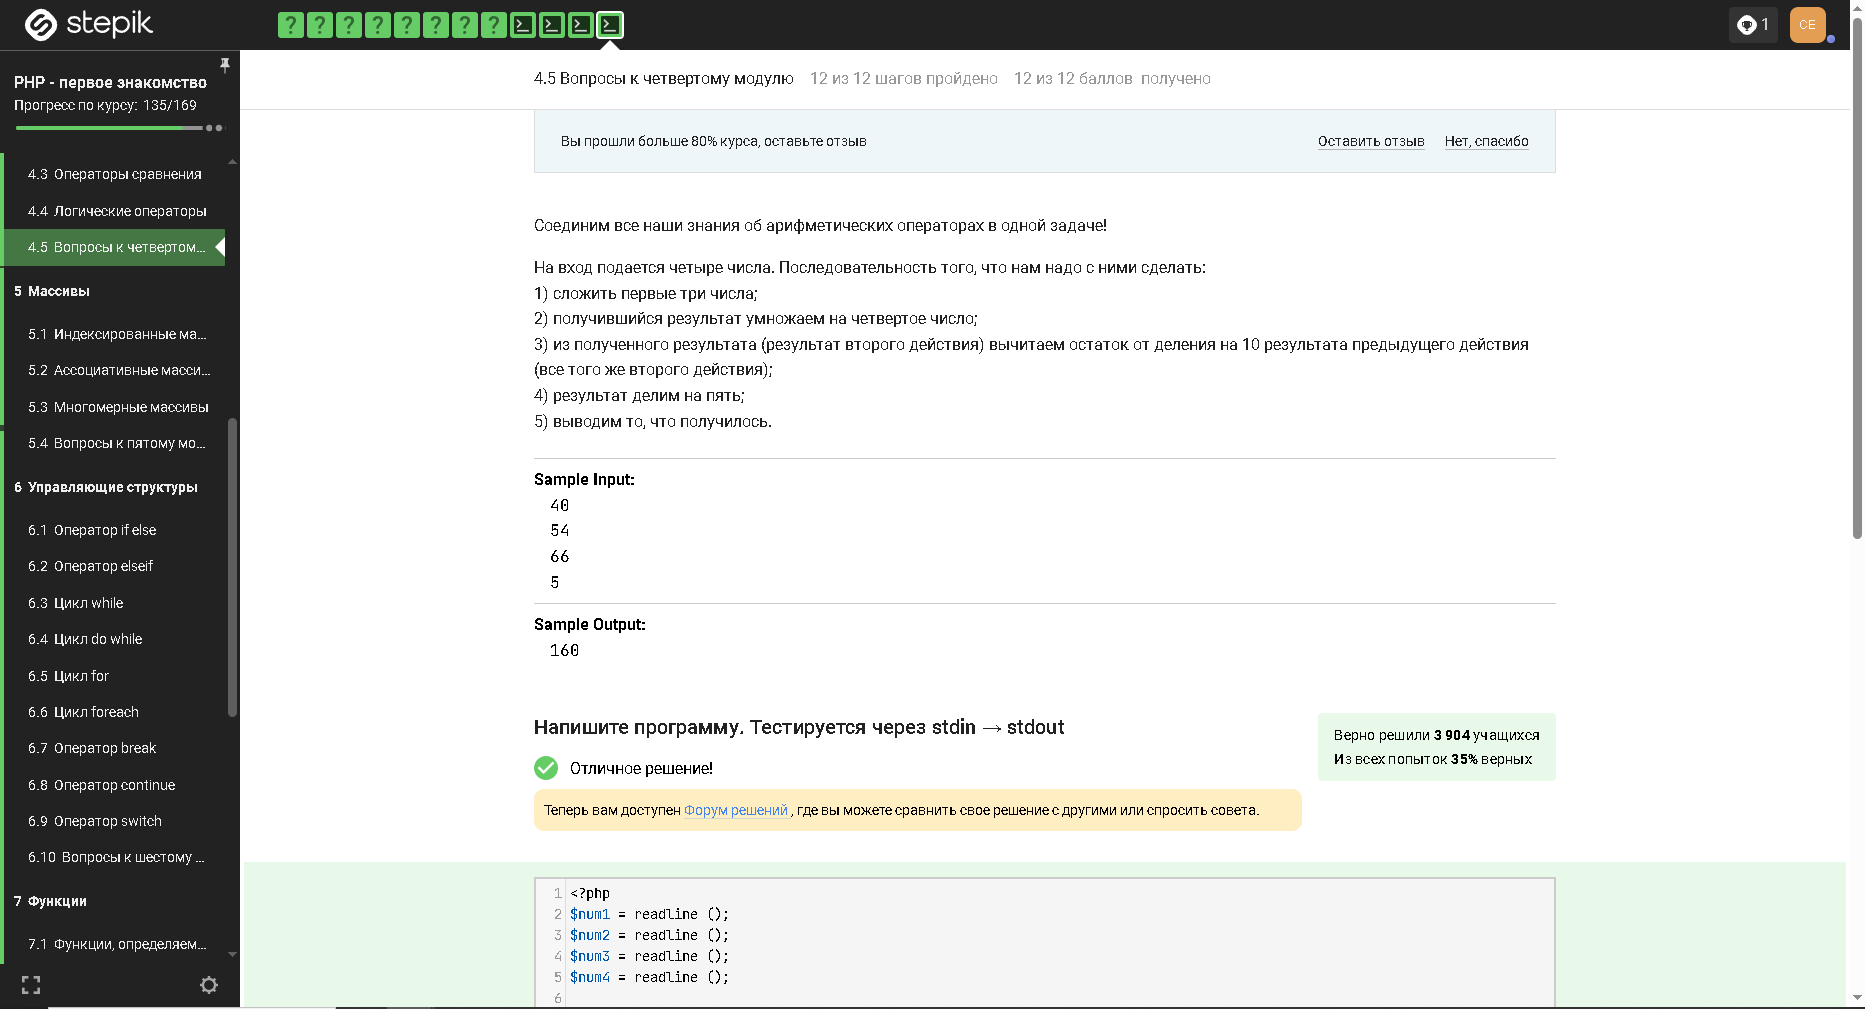 stepik
? ? ? ? ? ? ? ?
1
CE
PHP - первое знакомство
Прогресс по курсу: 135/169
4.3 Операторы сравнения
4.4 Логические операторы
4.5 Вопросы к четвертом...
5 Массивы
5.1 Индексированные ма...
5.2 Ассоциативные масси...
5.3 Многомерные массивы
5.4 Вопросы к пятому мо...
6 Управляющие структуры
6.1 Оператор if else
6.2 Оператор elseif
6.3 Цикл while
6.4 Цикл do while
6.5 Цикл for
6.6 Цикл foreach
6.7 Оператор break
6.8 Оператор continue
6.9 Оператор switch
6.10 Вопросы к шестому ...
7 Функции
7.1 Функции, определяем...
4.5 Вопросы к четвертому модулю 12 из 12 шагов пройдено 12 из 12 баллов получено
Вы прошли больше 80% курса, оставьте отзыв Оставить отзыв Нет, спасибо
Соединим все наши знания об арифметических операторах в одной задаче!
На вход подается четыре числа. Последовательность того, что нам надо с ними сделать:
1) сложить первые три числа;
2) получившийся результат умножаем на четвертое число;
3) из полученного результата (результат второго действия) вычитаем остаток от деления на 10 результата предыдущего действия
(все того же второго действия);
4) результат делим на пять;
5) выводим то, что получилось.
Sample Input:
40
54
66
5
Sample Output:
160
Напишите программу. Тестируется через stdin → stdout
Верно решили 3 904 учащихся
Из всех попыток 35% верных
Отличное решение!
Теперь вам доступен Форум решений, где вы можете сравнить свое решение с другими или спросить совета.
1 <?php
2 $num1 = readline ();
3 $num2 = readline ();
4 $num3 = readline ();
5 $num4 = readline ();
6